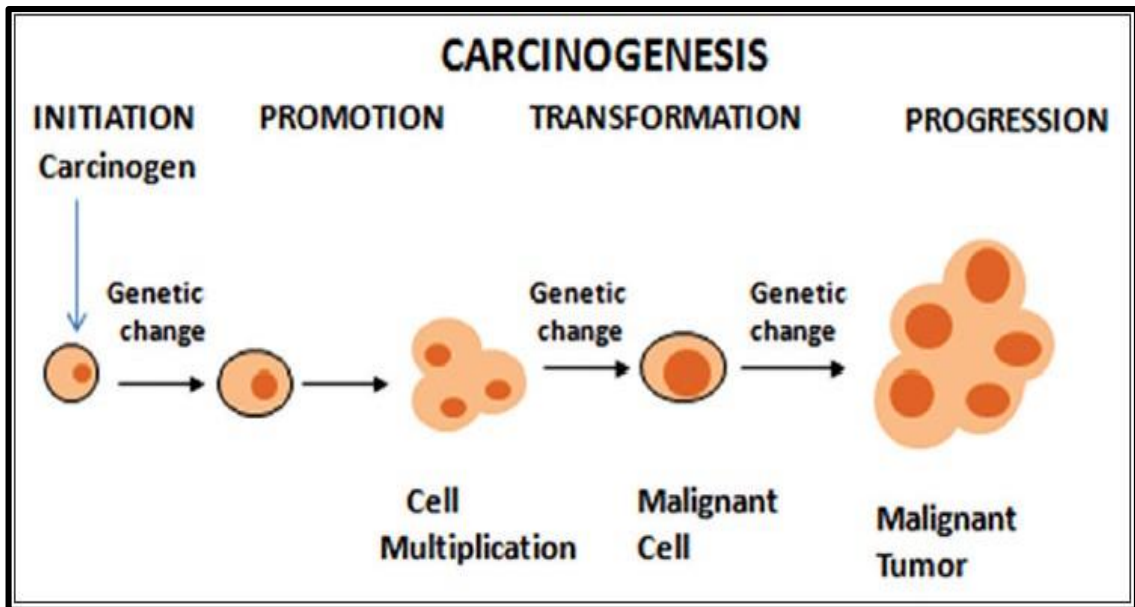 CARCINOGENESIS
INITIATION
PROMOTION
TRANSFORMATION
PROGRESSION
Carcinogen
Genetic
change
Genetic
change
Genetic
change
Cell
Multiplication
Malignant
Cell
Malignant
Tumor